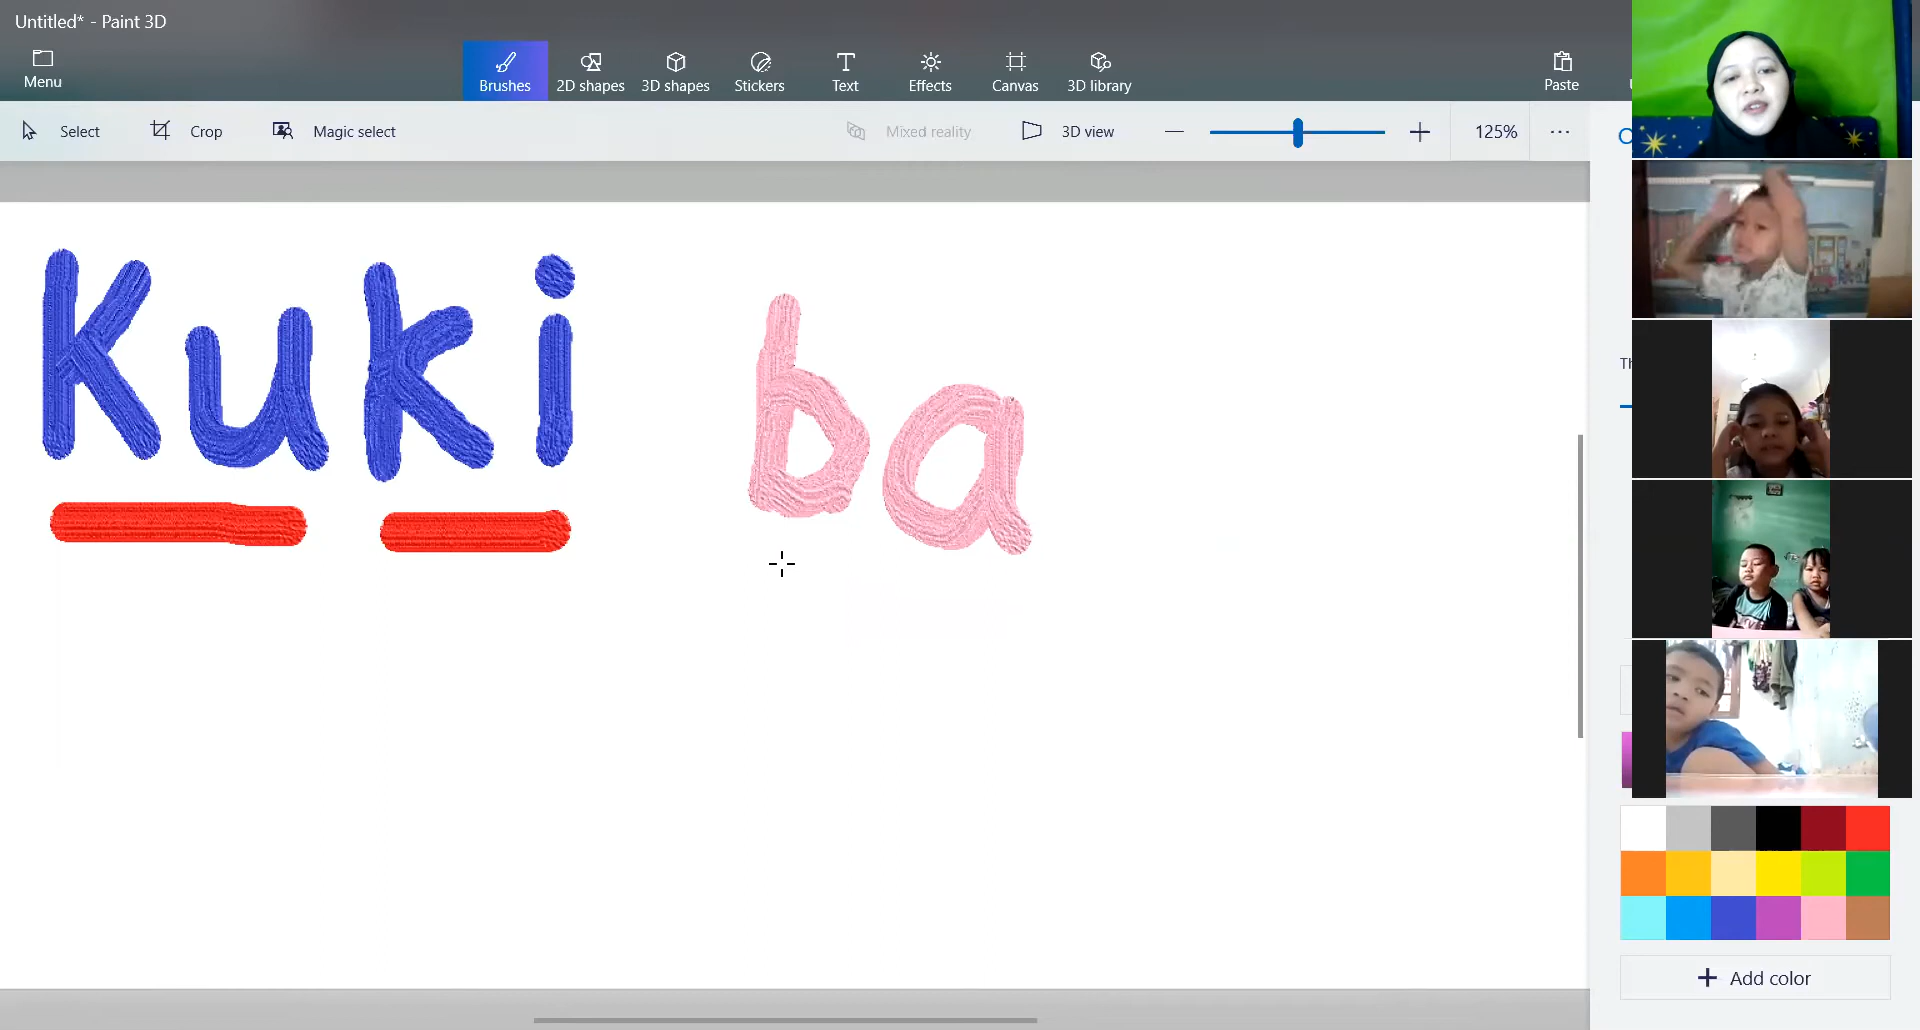 Untitled* - Paint 3D
Menu
Brushes
2D shapes
3D shapes
Stickers
Text
Effects
Canvas
3D library
Paste
Select
Crop
Magic select
Mixed reality
3D view
125%
Kuki ba
Add color